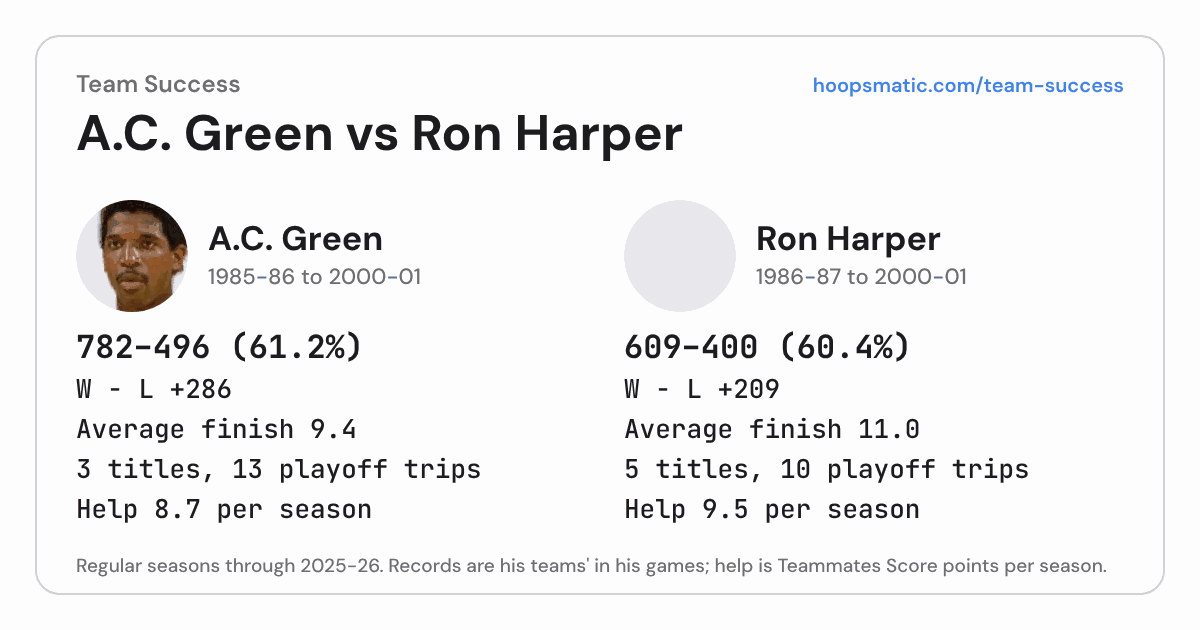 Team Success
hoopsmatic.com/team-success
A.C. Green vs Ron Harper
A.C. Green
1985-86 to 2000-01
Ron Harper
1986-87 to 2000-01
782-496 (61.2%)
W - L +286
Average finish 9.4
3 titles, 13 playoff trips
Help 8.7 per season
609-400 (60.4%)
W - L +209
Average finish 11.0
5 titles, 10 playoff trips
Help 9.5 per season
Regular seasons through 2025-26. Records are his teams' in his games; help is Teammates Score points per season.